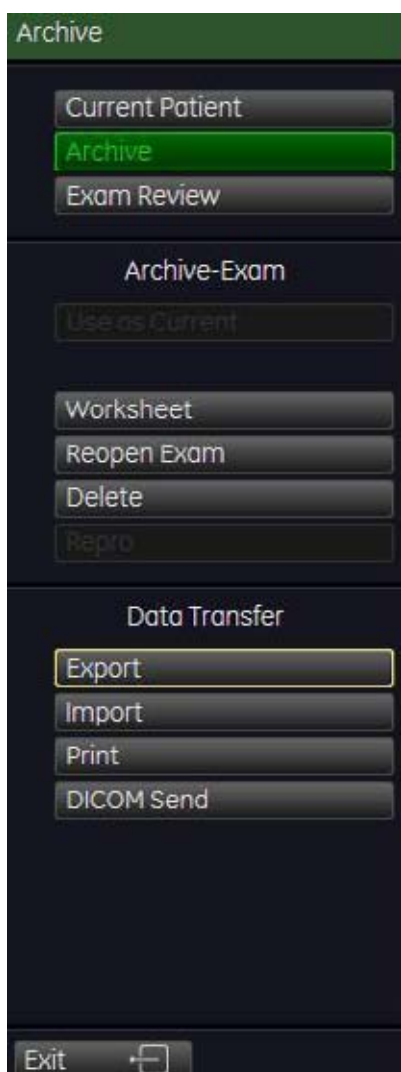 Archive
Current Patient
Archive
Exam Review
Archive-Exam
Use as Current
Worksheet
Reopen Exam
Delete
Repro
Data Transfer
Export
Import
Print
DICOM Send
Exit